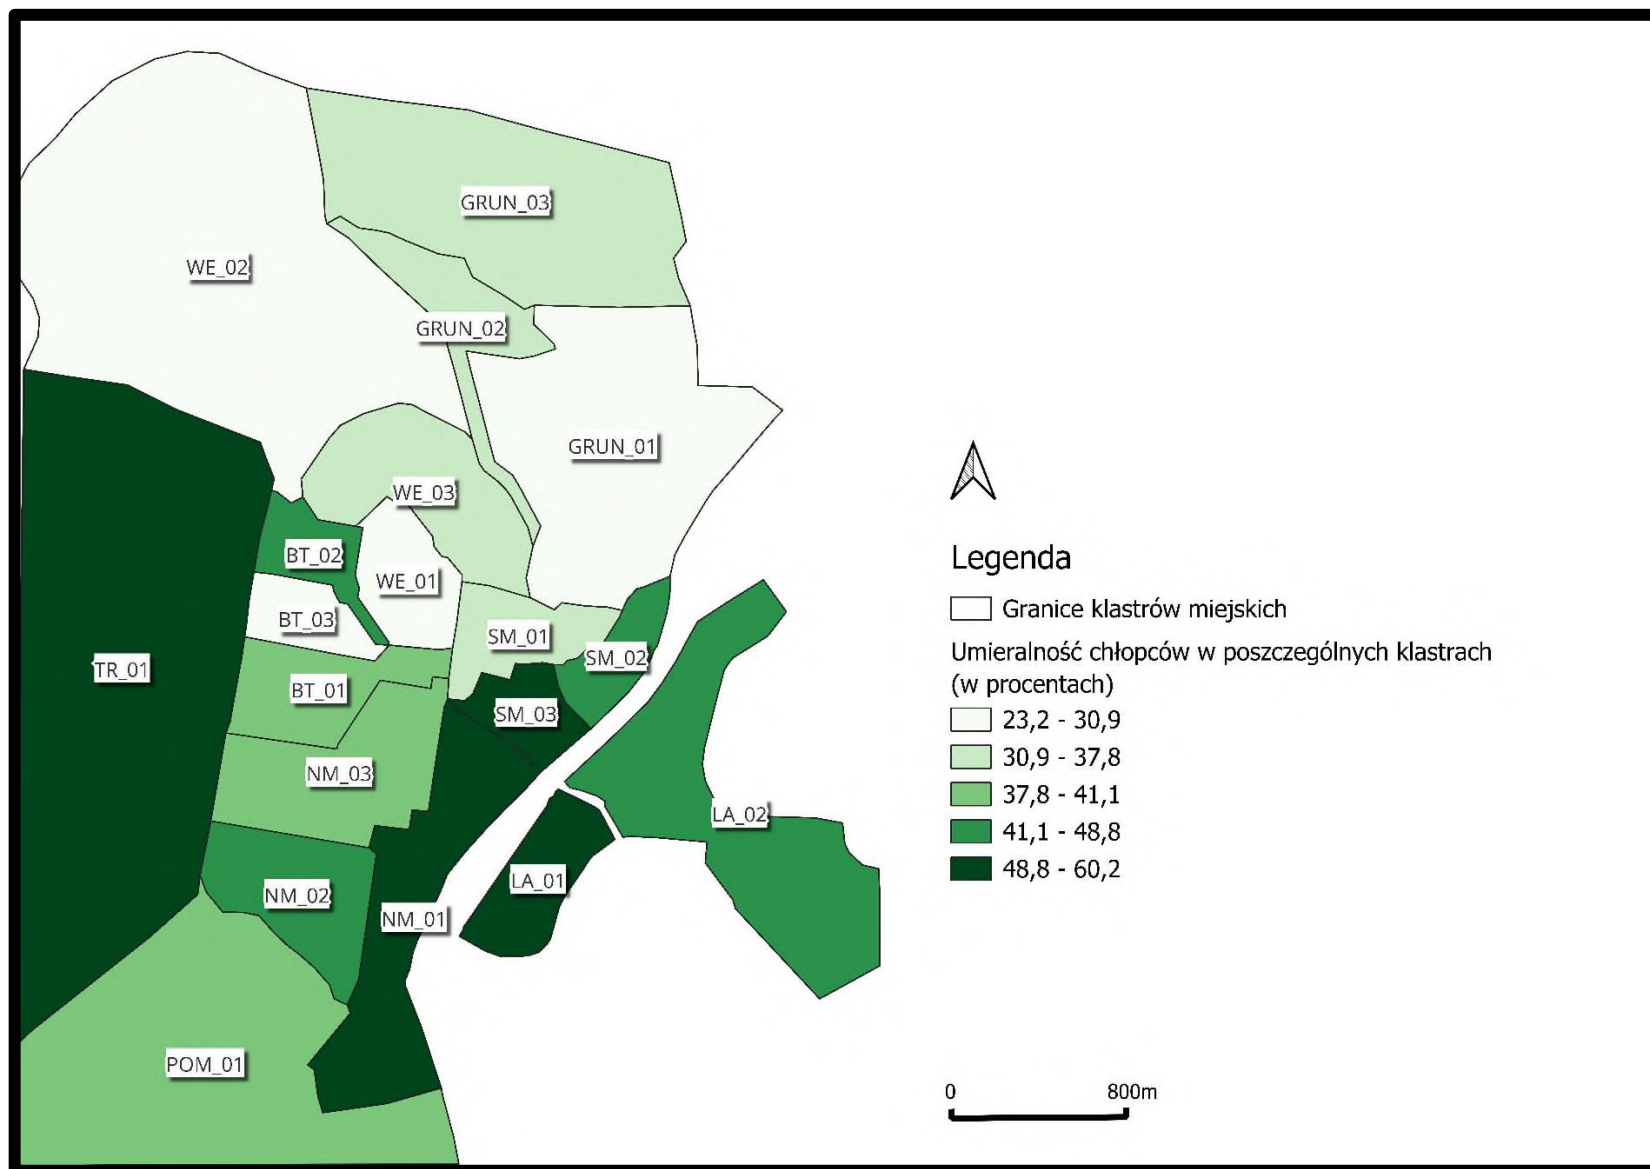 GRUN_03
WE_02
GRUN_02
GRUN_01
WE_03
BT_02
WE_01
BT_03
SM_01
SM_02
TR_01
BT_01
SM_03
NM_03
LA_02
LA_01
NM_02
NM_01
POM_01
Legenda
Granice klastrów miejskich
Umieralność chłopców w poszczególnych klastrach
(w procentach)
23,2 - 30,9
30,9 - 37,8
37,8 - 41,1
41,1 - 48,8
48,8 - 60,2
0 800m